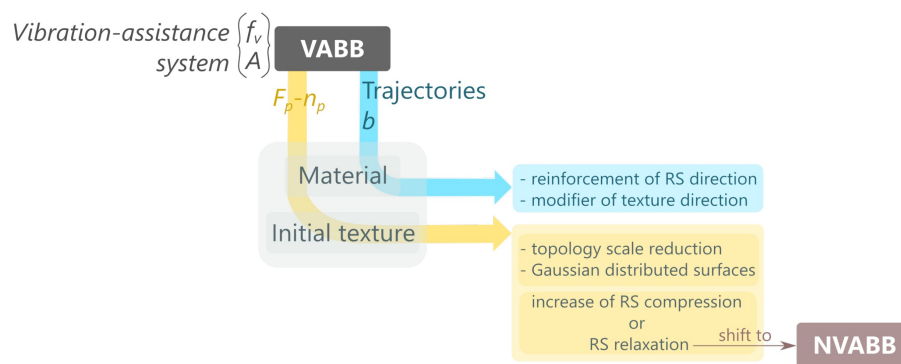 Vibration-assistance
system
f_v
A
VABB
F_p-n_p
Trajectories
b
Material
Initial texture
- reinforcement of RS direction
- modifier of texture direction
- topology scale reduction
- Gaussian distributed surfaces
increase of RS compression
or
RS relaxation
shift to
NVABB